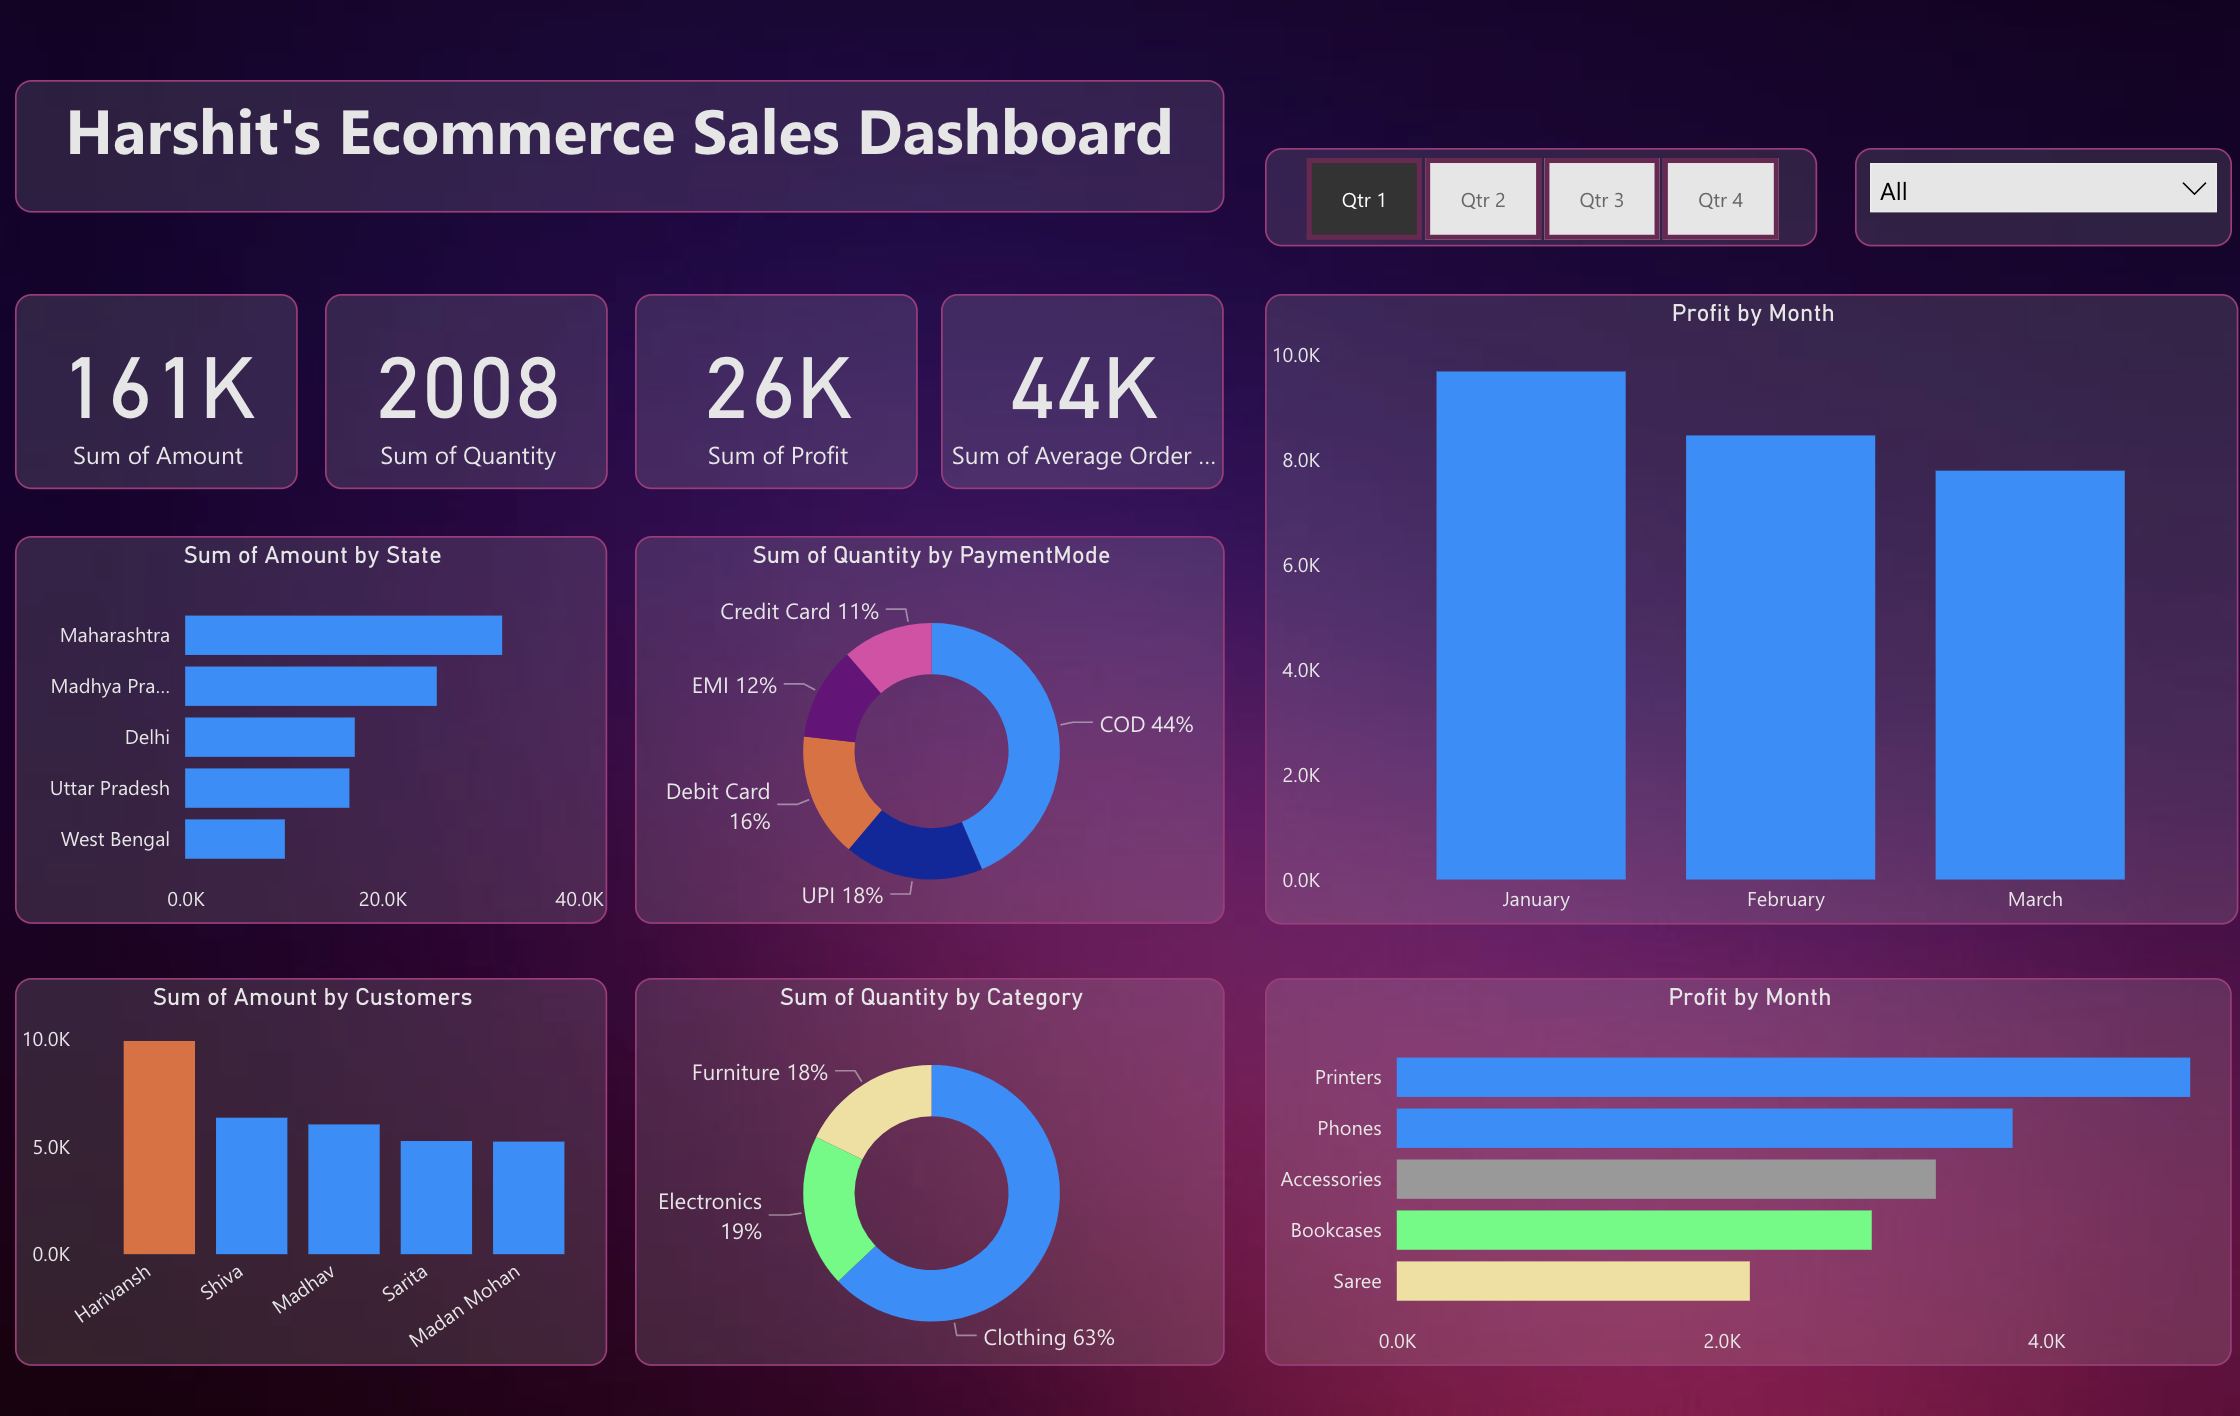 Harshit's Ecommerce Sales Dashboard
Qtr 1
Qtr 2
Qtr 3
Qtr 4
All
161K
Sum of Amount
2008
Sum of Quantity
26K
Sum of Profit
44K
Sum of Average Order ...
Profit by Month
10.0K
8.0K
6.0K
4.0K
2.0K
0.0K
January
February
March
Sum of Amount by State
Maharashtra
Madhya Pra...
Delhi
Uttar Pradesh
West Bengal
0.0K
20.0K
40.0K
Sum of Quantity by PaymentMode
Credit Card 11%
EMI 12%
COD 44%
Debit Card
16%
UPI 18%
Sum of Amount by Customers
10.0K
5.0K
0.0K
Harivansh
Shiva
Madhav
Sarita
Madan Mohan
Sum of Quantity by Category
Furniture 18%
Electronics
19%
Clothing 63%
Profit by Month
Printers
Phones
Accessories
Bookcases
Saree
0.0K
2.0K
4.0K